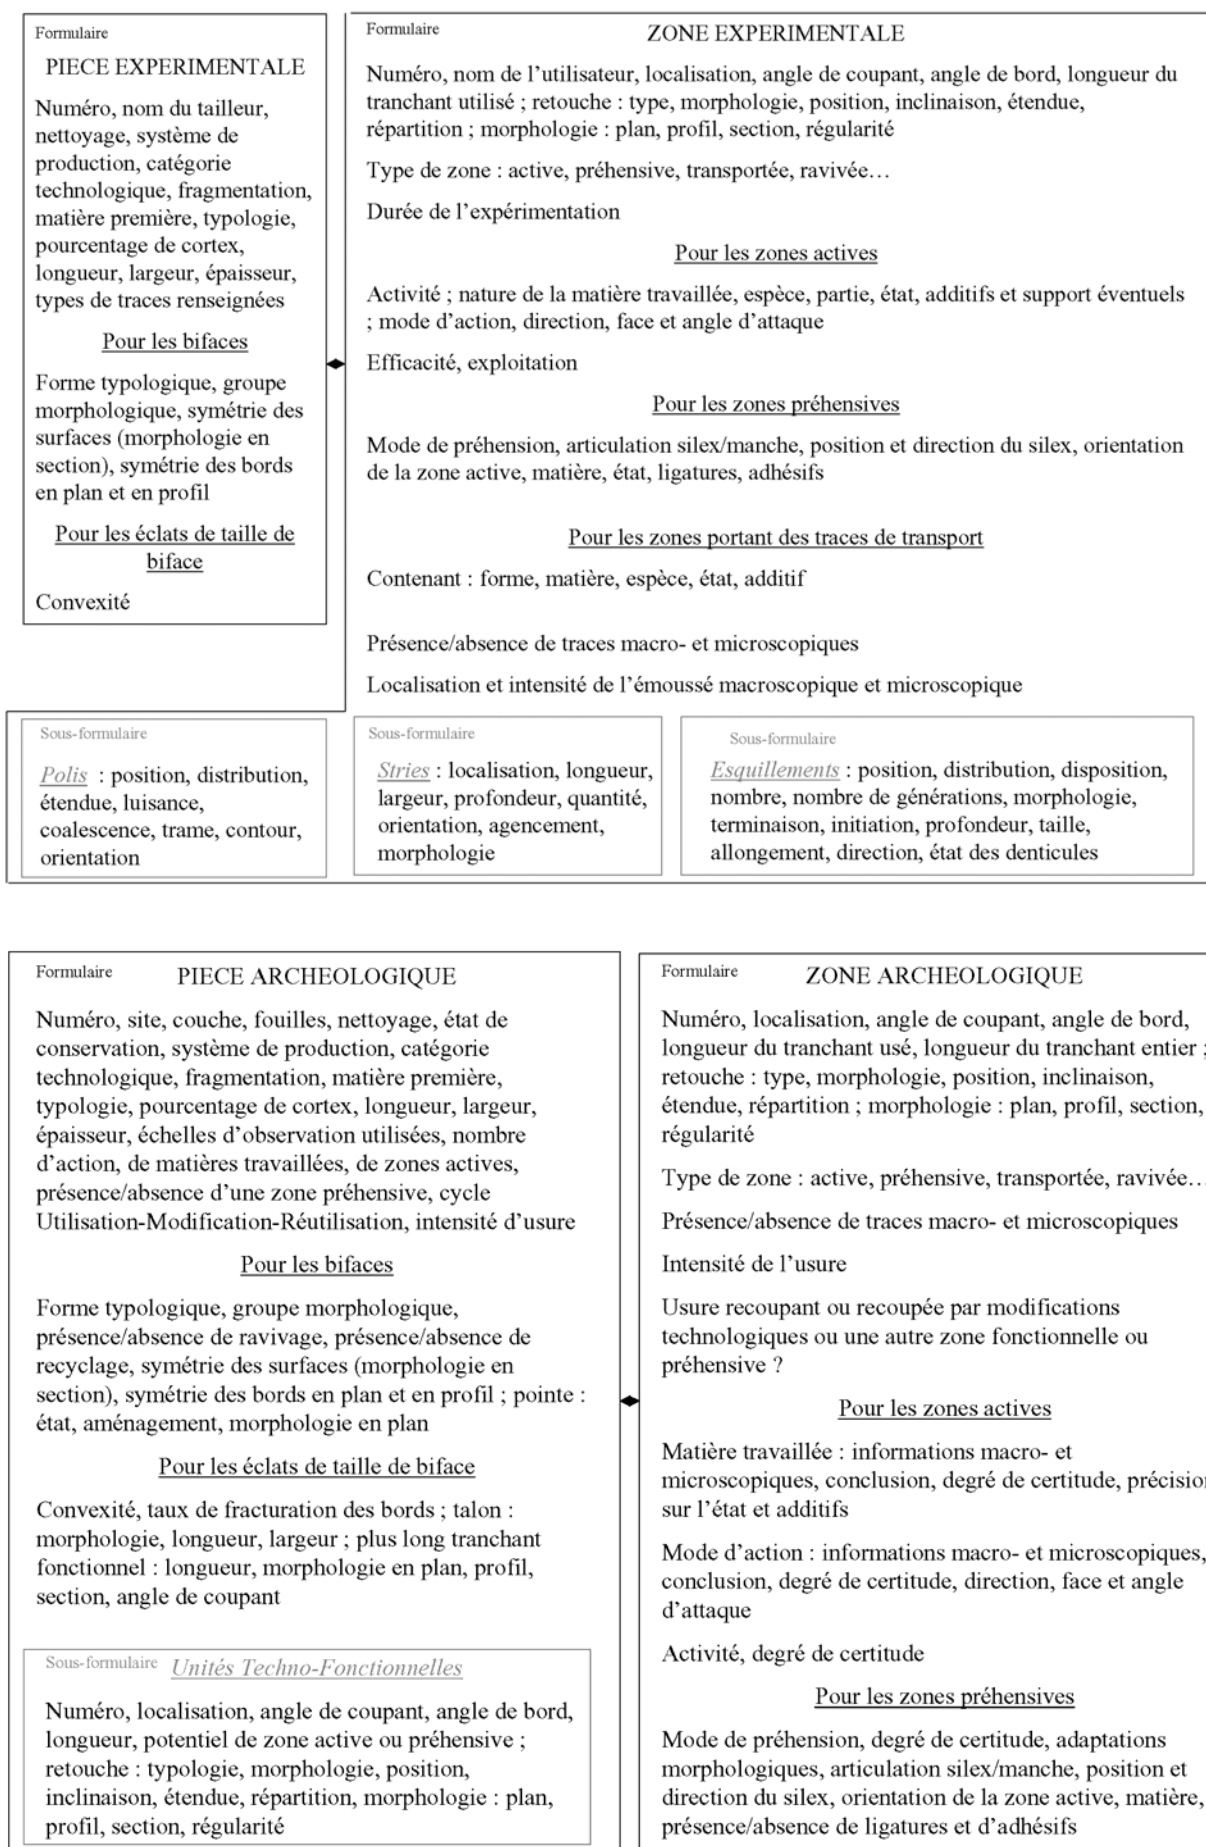 Formulaire
PIECE EXPERIMENTALE
Numéro, nom du tailleur,
nettoyage, système de
production, catégorie
technologique, fragmentation,
matière première, typologie,
pourcentage de cortex,
longueur, largeur, épaisseur,
types de traces renseignées
Pour les bifaces
Forme typologique, groupe
morphologique, symétrie des
surfaces (morphologie en
section), symétrie des bords
en plan et en profil
Pour les éclats de taille de
biface
Convexité
Formulaire
ZONE EXPERIMENTALE
Numéro, nom de l’utilisateur, localisation, angle de coupant, angle de bord, longueur du
tranchant utilisé ; retouche : type, morphologie, position, inclinaison, étendue,
répartition ; morphologie : plan, profil, section, régularité
Type de zone : active, préhensive, transportée, ravivée…
Durée de l’expérimentation
Pour les zones actives
Activité ; nature de la matière travaillée, espèce, partie, état, additifs et support éventuels
; mode d’action, direction, face et angle d’attaque
Efficacité, exploitation
Pour les zones préhensives
Mode de préhension, articulation silex/manche, position et direction du silex, orientation
de la zone active, matière, état, ligatures, adhésifs
Pour les zones portant des traces de transport
Contenant : forme, matière, espèce, état, additif
Présence/absence de traces macro- et microscopiques
Localisation et intensité de l’émoussé macroscopique et microscopique
Sous-formulaire
Polis : position, distribution,
étendue, luisance,
coalescence, trame, contour,
orientation
Sous-formulaire
Stries : localisation, longueur,
largeur, profondeur, quantité,
orientation, agencement,
morphologie
Sous-formulaire
Esquillements : position, distribution, disposition,
nombre, nombre de générations, morphologie,
terminaison, initiation, profondeur, taille,
allongement, direction, état des denticules
Formulaire
PIECE ARCHEOLOGIQUE
Numéro, site, couche, fouilles, nettoyage, état de
conservation, système de production, catégorie
technologique, fragmentation, matière première,
typologie, pourcentage de cortex, longueur, largeur,
épaisseur, échelles d’observation utilisées, nombre
d’action, de matières travaillées, de zones actives,
présence/absence d’une zone préhensive, cycle
Utilisation-Modification-Réutilisation, intensité d’usure
Pour les bifaces
Forme typologique, groupe morphologique,
présence/absence de ravivage, présence/absence de
recyclage, symétrie des surfaces (morphologie en
section), symétrie des bords en plan et en profil ; pointe :
état, aménagement, morphologie en plan
Pour les éclats de taille de biface
Convexité, taux de fracturation des bords ; talon :
morphologie, longueur, largeur ; plus long tranchant
fonctionnel : longueur, morphologie en plan, profil,
section, angle de coupant
Sous-formulaire Unités Techno-Fonctionnelles
Numéro, localisation, angle de coupant, angle de bord,
longueur, potentiel de zone active ou préhensive ;
retouche : typologie, morphologie, position,
inclinaison, étendue, répartition, morphologie : plan,
profil, section, régularité
Formulaire
ZONE ARCHEOLOGIQUE
Numéro, localisation, angle de coupant, angle de bord,
longueur du tranchant usé, longueur du tranchant entier ;
retouche : type, morphologie, position, inclinaison,
étendue, répartition ; morphologie : plan, profil, section,
régularité
Type de zone : active, préhensive, transportée, ravivée…
Présence/absence de traces macro- et microscopiques
Intensité de l’usure
Usure recoupant ou recoupée par modifications
technologiques ou une autre zone fonctionnelle ou
préhensive ?
Pour les zones actives
Matière travaillée : informations macro- et
microscopiques, conclusion, degré de certitude, précision
sur l’état et additifs
Mode d’action : informations macro- et microscopiques,
conclusion, degré de certitude, direction, face et angle
d’attaque
Activité, degré de certitude
Pour les zones préhensives
Mode de préhension, degré de certitude, adaptations
morphologiques, articulation silex/manche, position et
direction du silex, orientation de la zone active, matière,
présence/absence de ligatures et d’adhésifs